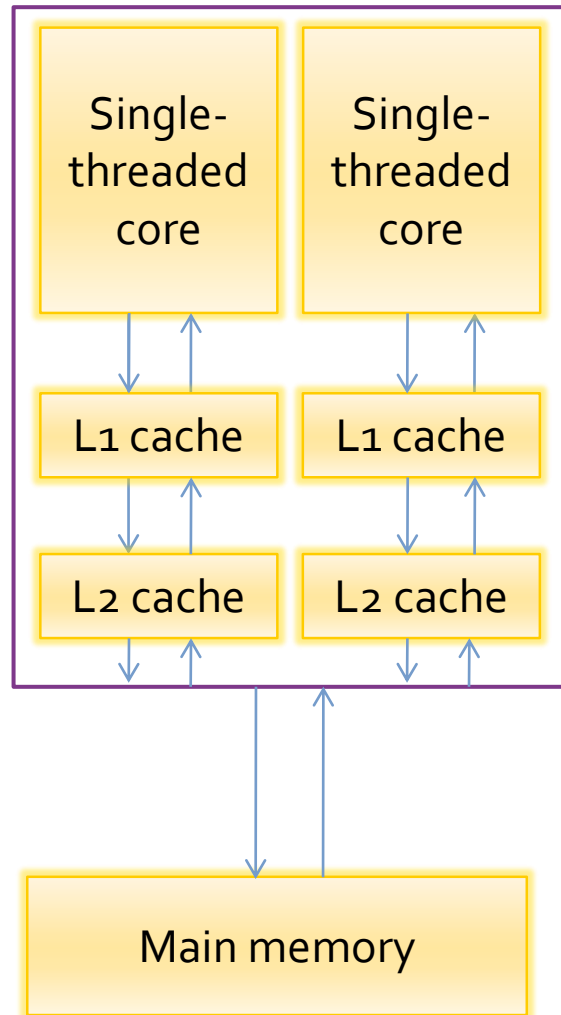 Single-
threaded
core
Single-
threaded
core
L1 cache
L1 cache
L2 cache
L2 cache
Main memory